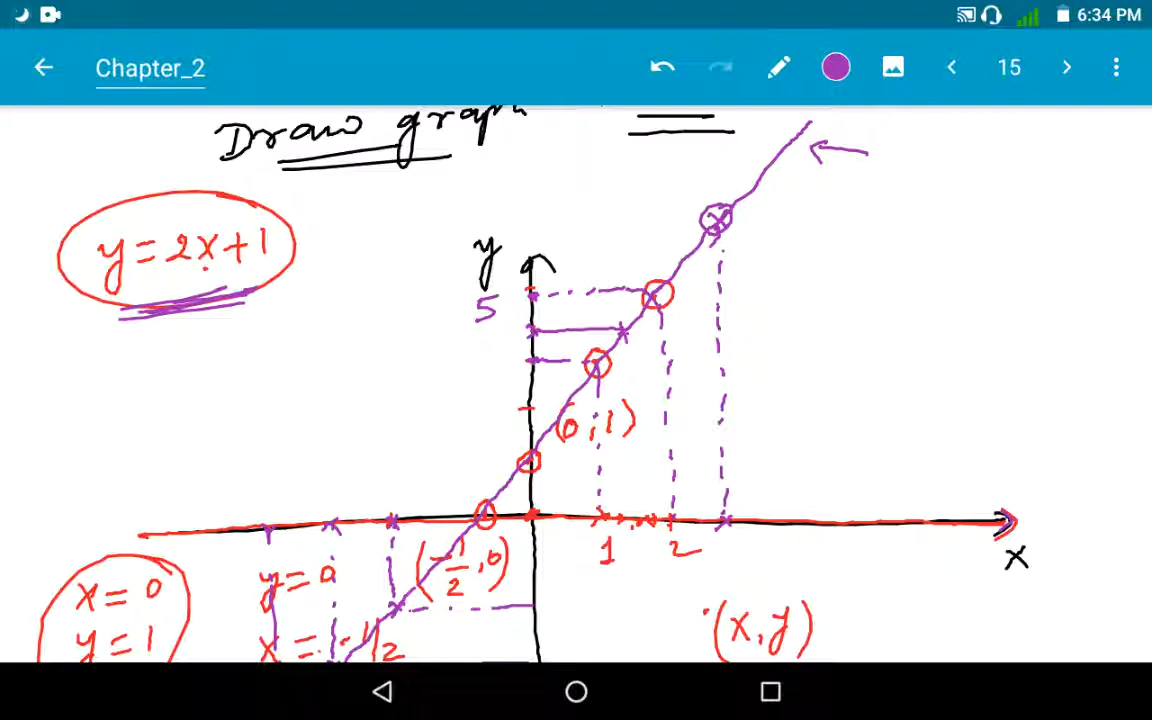 6:34 PM
Chapter_2
15
Draw graph
y = 2x + 1
y
5
(0, 1)
1 2
x
(-1/2, 0)
x = 0
y = 0
(x, y)
y = 1
x = -1/2